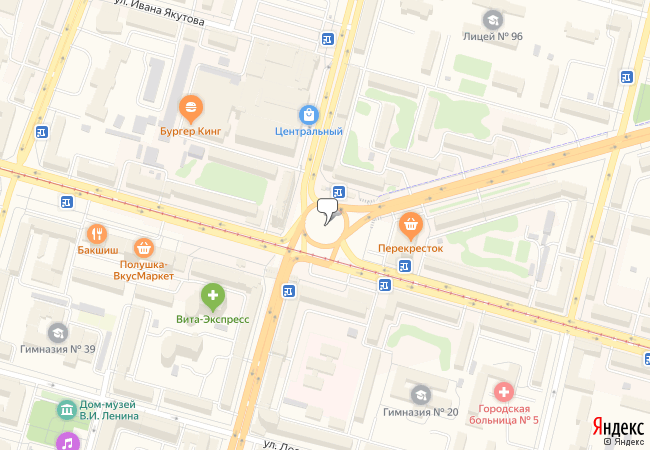 ул. Ивана Якутова
Лицей № 96
Бургер Кинг
Центральный
Бакшиш
Полушка-
ВкусМаркет
Перекресток
Вита-Экспресс
Гимназия № 39
Дом-музей
В.И. Ленина
Гимназия № 20
Городская
больница № 5
Яндекс
© Яндекс